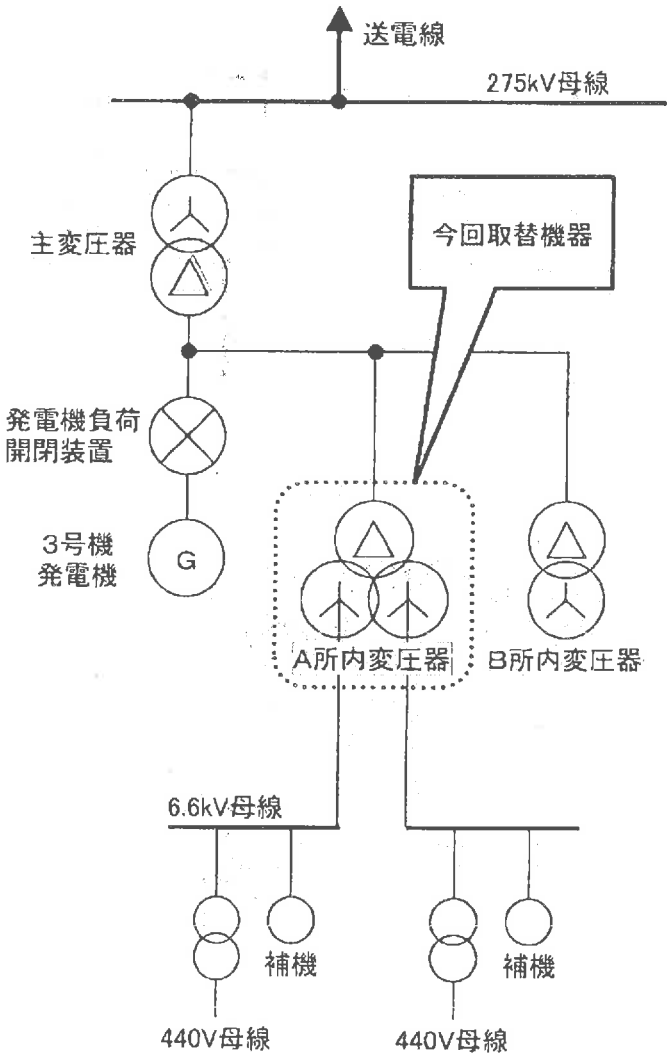 送電線
275kV母線
主変圧器
今回取替機器
発電機負荷
開閉装置
3号機
発電機
G
A所内変圧器
B所内変圧器
6.6kV母線
補機
補機
440V母線
440V母線